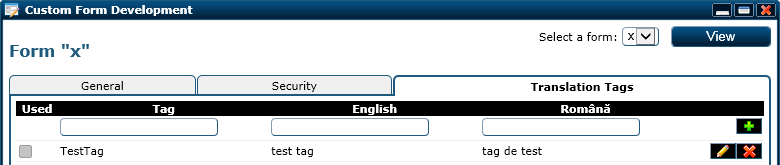 Custom Form Development
Select a form: x View
Form "x"
General Security Translation Tags
Used Tag English Română
TestTag test tag tag de test